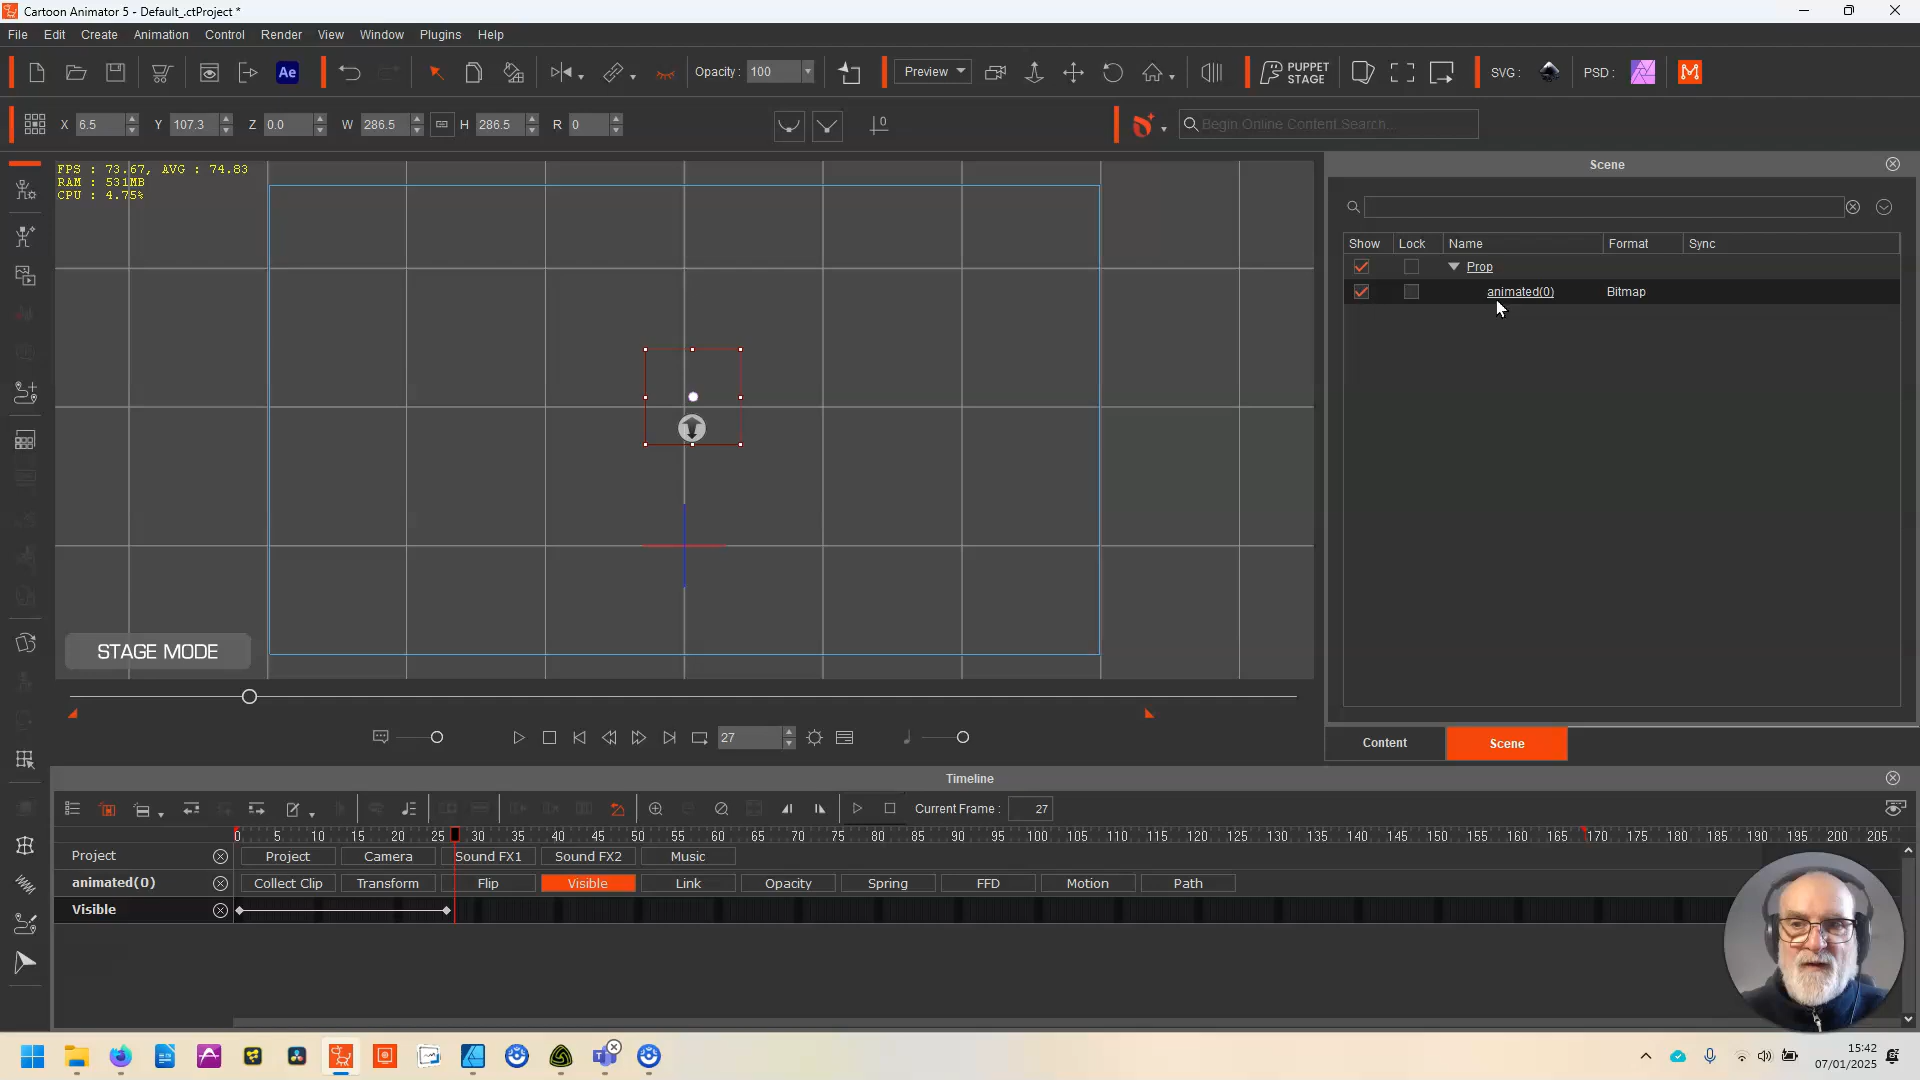 Cartoon Animator 5 - Default_.ctProject *
File Edit Create Animation Control Render View Window Plugins Help
Ae Opacity : 100 Preview PUPPET STAGE SVG : PSD :
X 6.5 Y 107.3 Z 0.0 W 286.5 H 286.5 R 0 Begin Online Content Search...
FPS : 73.67, AVG : 74.83
RAM : 531MB
CPU : 4.75%
Scene
Show Lock Name Format Sync
Prop
animated(0) Bitmap
STAGE MODE
27
Content Scene
Timeline
Current Frame : 27
0 5 10 15 20 25 30 35 40 45 50 55 60 65 70 75 80 85 90 95 100 105 110 115 120 125 130 135 140 145 150 155 160 165 170 175 180 185 190 195 200 205
Project Project Camera Sound FX1 Sound FX2 Music
animated(0) Collect Clip Transform Flip Visible Link Opacity Spring FFD Motion Path
Visible
15:42
07/01/2025